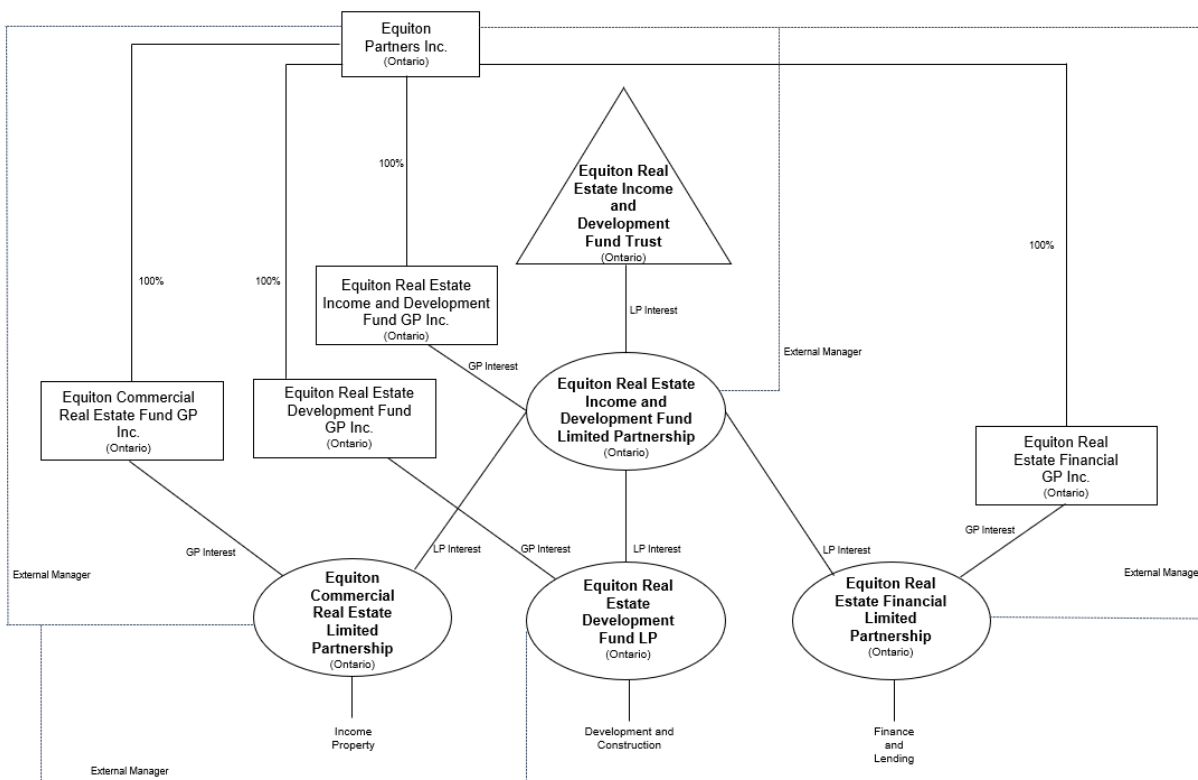 Equiton
Partners Inc.
(Ontario)
100%
Equiton Real
Estate Income
and
Development
Fund Trust
(Ontario)
100%
100%
100%
Equiton Real Estate
Income and Development
Fund GP Inc.
(Ontario)
LP Interest
External Manager
GP Interest
Equiton Commercial
Real Estate Fund GP
Inc.
(Ontario)
Equiton Real Estate
Development Fund
GP Inc.
(Ontario)
Equiton Real Estate
Income and
Development Fund
Limited Partnership
(Ontario)
Equiton Real
Estate Financial
GP Inc.
(Ontario)
GP Interest
LP Interest
GP Interest
LP Interest
LP Interest
GP Interest
External Manager
External Manager
Equiton
Commercial
Real Estate
Limited
Partnership
(Ontario)
Equiton Real
Estate
Development
Fund LP
(Ontario)
Equiton Real
Estate Financial
Limited
Partnership
(Ontario)
Income
Property
Development and
Construction
Finance
and
Lending
External Manager